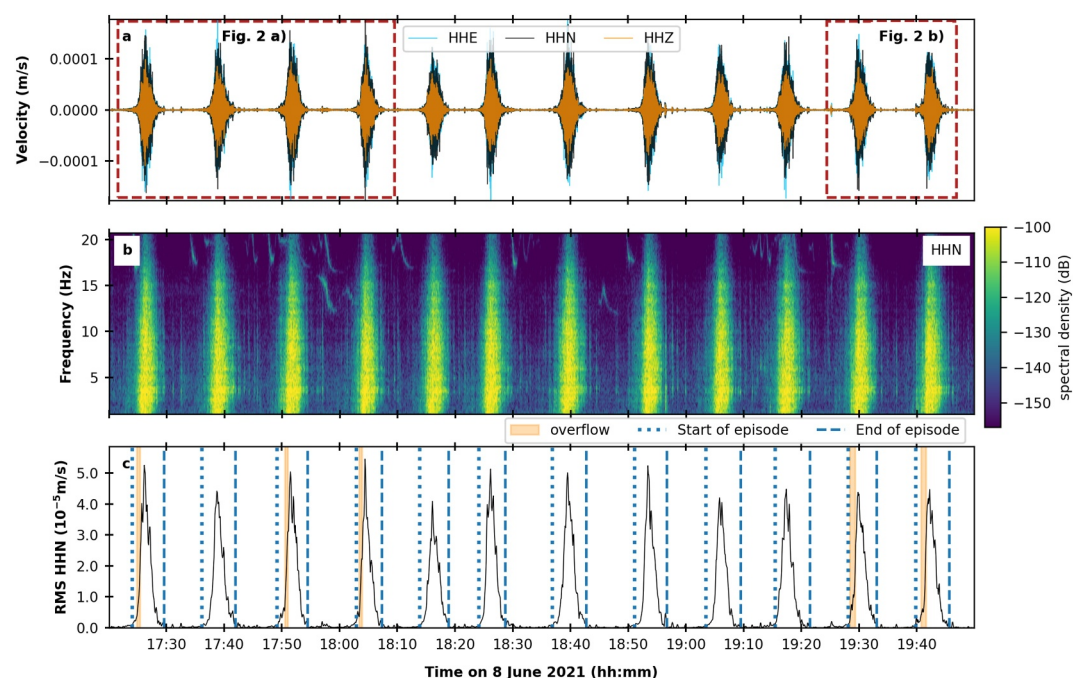 a
Fig. 2 a)
HHE
HHN
HHZ
Fig. 2 b)
Velocity (m/s)
0.0001
0.0000
−0.0001
b
HHN
Frequency (Hz)
20
15
10
5
−100
−110
−120
−130
−140
−150
spectral density (dB)
overflow
Start of episode
End of episode
c
RMS HHN (10⁻⁵m/s)
5.0
4.0
3.0
2.0
1.0
0.0
17:30 17:40 17:50 18:00 18:10 18:20 18:30 18:40 18:50 19:00 19:10 19:20 19:30 19:40
Time on 8 June 2021 (hh:mm)